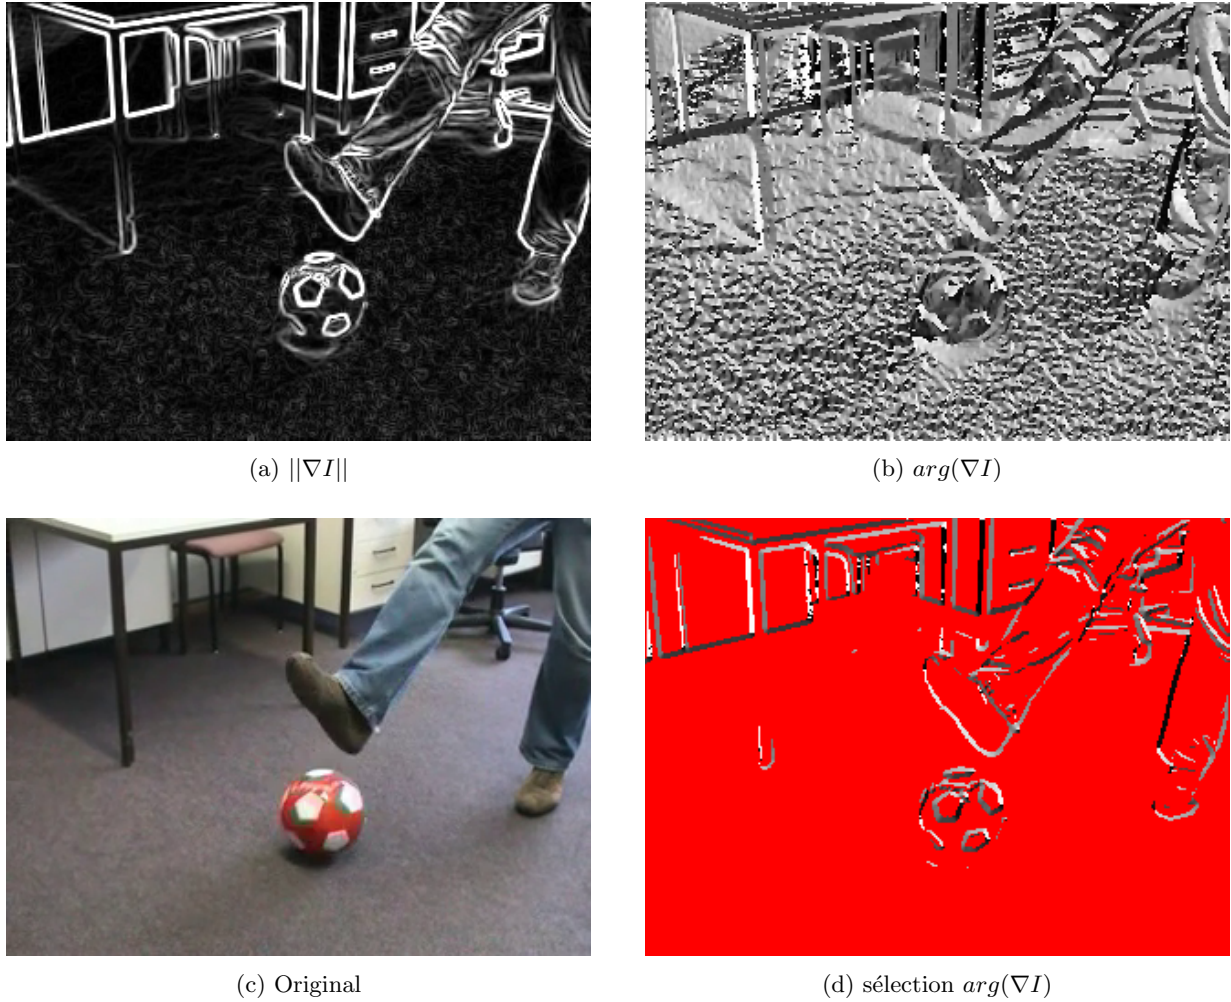 (a) ||∇I||
(b) arg(∇I)
(c) Original
(d) sélection arg(∇I)